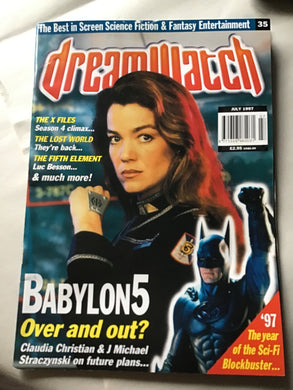 The Best in Screen Science Fiction & Fantasy Entertainment 35
dreamwatch
JULY 1997
£2.95
THE X FILES
Season 4 climax...
THE LOST WORLD
They're back...
THE FIFTH ELEMENT
Luc Besson...
& much more!
BABYLON5
Over and out?
Claudia Christian & J Michael
Straczynski on future plans...
'97
The year
of the Sci-Fi
Blockbuster...